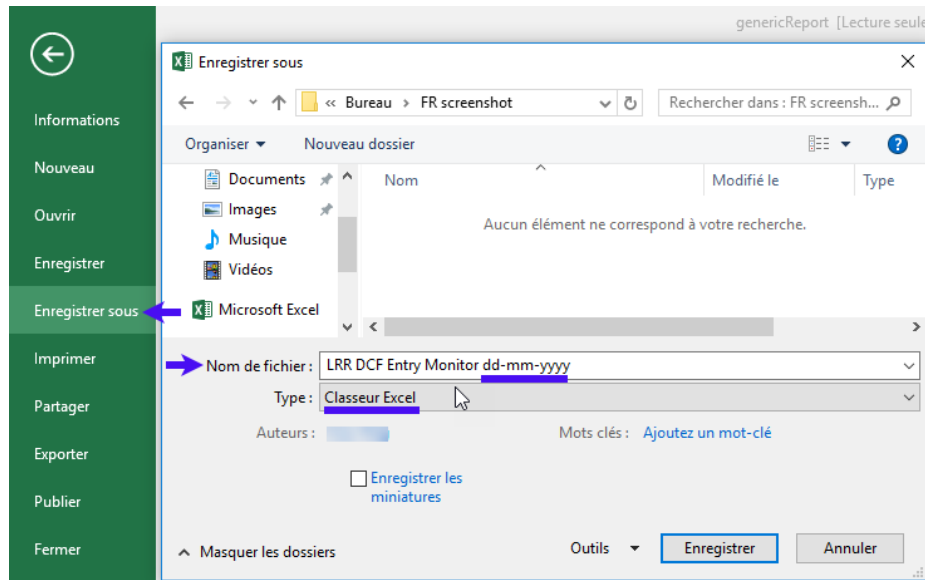 genericReport [Lecture seule
Enregistrer sous
« Bureau › FR screenshot
Rechercher dans : FR screensh...
Informations
Organiser
Nouveau dossier
Nouveau
Documents
Nom
Modifié le
Type
Images
Ouvrir
Aucun élément ne correspond à votre recherche.
Musique
Enregistrer
Vidéos
Enregistrer sous
Microsoft Excel
Imprimer
Nom de fichier :
LRR DCF Entry Monitor dd-mm-yyyy
Type :
Classeur Excel
Partager
Auteurs :
Mots clés :
Ajoutez un mot-clé
Exporter
Enregistrer les
miniatures
Publier
Fermer
Masquer les dossiers
Outils
Enregistrer
Annuler